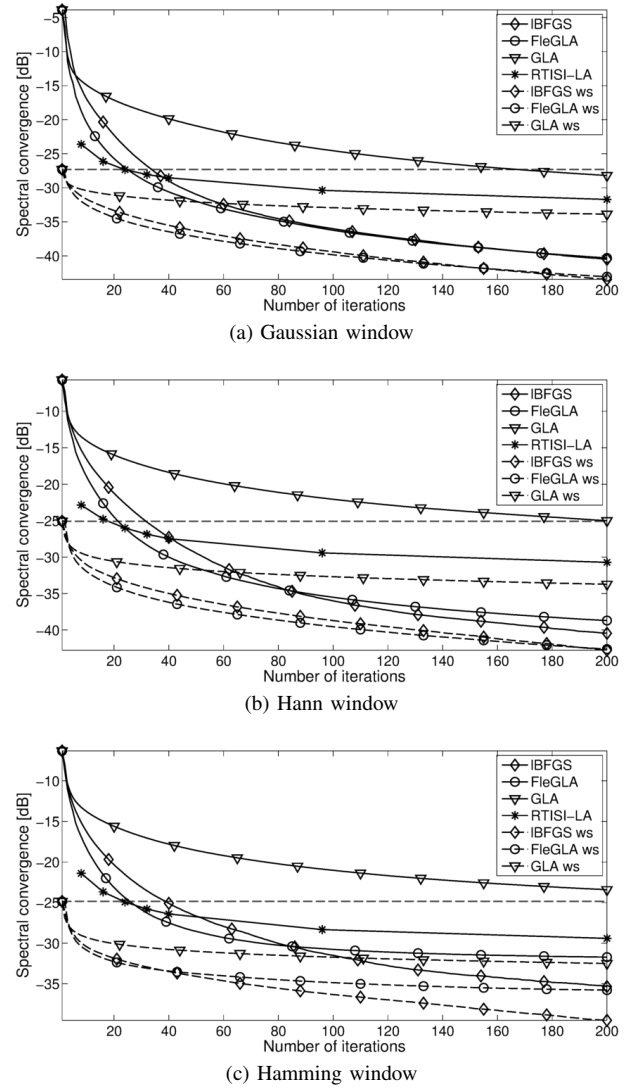 Spectral convergence [dB]
−5
−10
−15
−20
−25
−30
−35
−40
20 40 60 80 100 120 140 160 180 200
Number of iterations
lBFGS
FleGLA
GLA
RTISI−LA
lBFGS ws
FleGLA ws
GLA ws
(a) Gaussian window
Spectral convergence [dB]
−10
−15
−20
−25
−30
−35
−40
20 40 60 80 100 120 140 160 180 200
Number of iterations
lBFGS
FleGLA
GLA
RTISI−LA
lBFGS ws
FleGLA ws
GLA ws
(b) Hann window
Spectral convergence [dB]
−10
−15
−20
−25
−30
−35
20 40 60 80 100 120 140 160 180 200
Number of iterations
lBFGS
FleGLA
GLA
RTISI−LA
lBFGS ws
FleGLA ws
GLA ws
(c) Hamming window